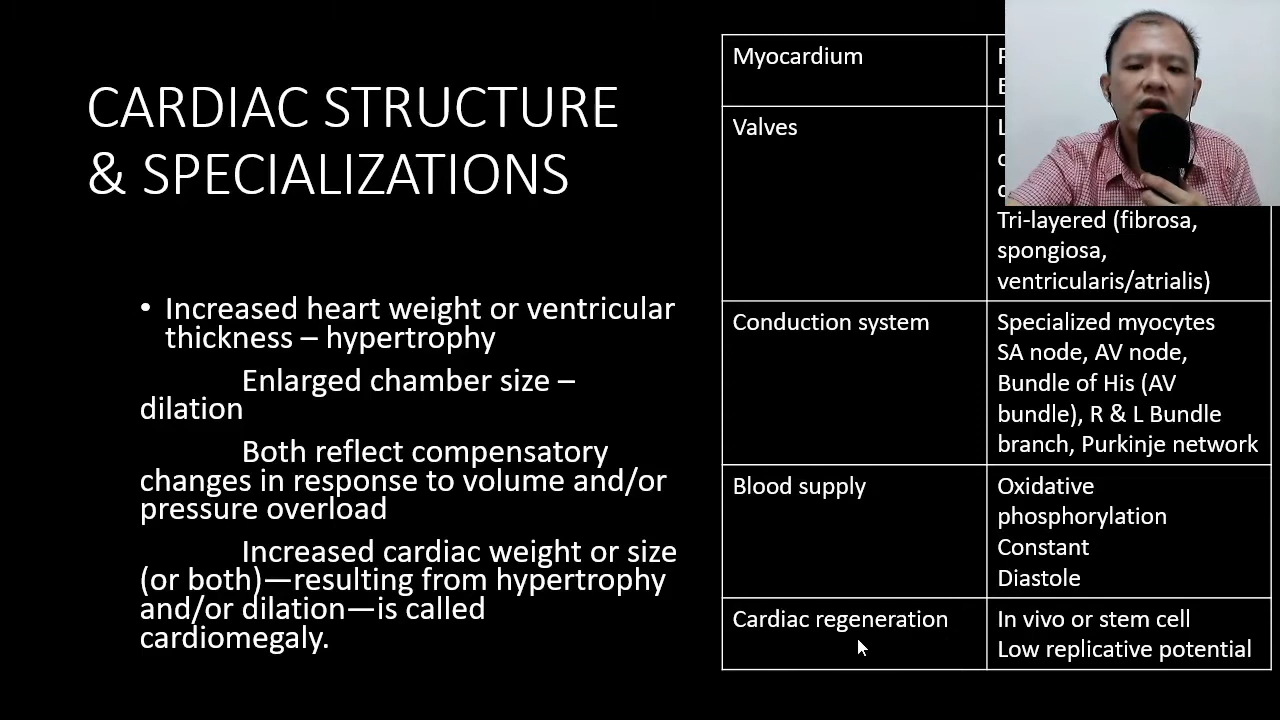 CARDIAC STRUCTURE
& SPECIALIZATIONS
• Increased heart weight or ventricular
thickness – hypertrophy
Enlarged chamber size –
dilation
Both reflect compensatory
changes in response to volume and/or
pressure overload
Increased cardiac weight or size
(or both)—resulting from hypertrophy
and/or dilation—is called
cardiomegaly.
Myocardium
Valves
Tri-layered (fibrosa,
spongiosa,
ventricularis/atrialis)
Conduction system
Specialized myocytes
SA node, AV node,
Bundle of His (AV
bundle), R & L Bundle
branch, Purkinje network
Blood supply
Oxidative
phosphorylation
Constant
Diastole
Cardiac regeneration
In vivo or stem cell
Low replicative potential